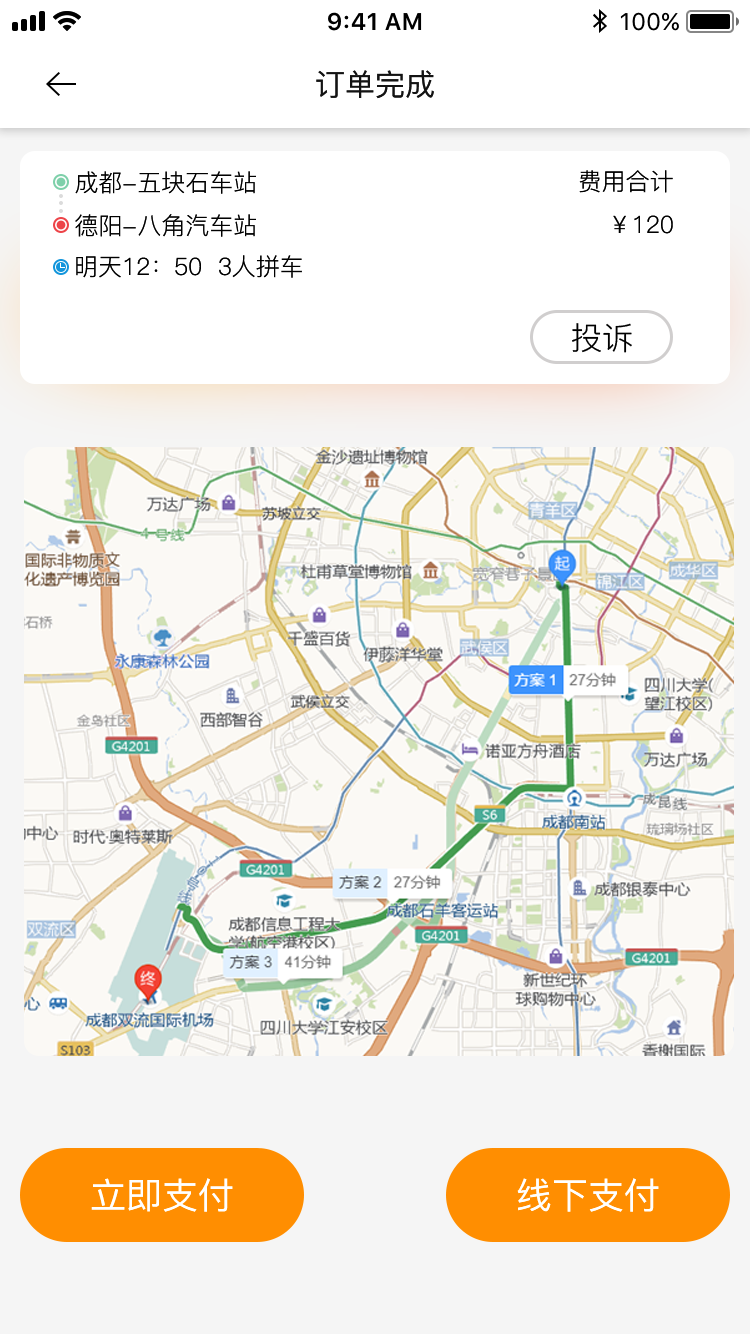 9:41 AM
100%
订单完成
成都–五块石车站
费用合计
德阳–八角汽车站
￥120
明天12：50 3人拼车
投诉
金沙遗址博物馆
万达广场
苏坡立交
青羊区
4号线
国际非物质文
化遗产博览园
杜甫草堂博物馆
起
成华区
锦江区
石桥
千盛百货
伊藤洋华堂
武侯区
永康森林公园
方案 1 27分钟
四川大学(
望江校区)
金鸟社区
西部智谷
武侯立交
G4201
诺亚方舟酒店
万达广场
成昆线
时代·奥特莱斯
中心
S6
成都南站
琉璃场社区
G4201
方案 2 27分钟
成都银泰中心
双流区
成都信息工程大
学(航空港校区)
成都石羊客运站
G4201
方案 3 41分钟
G4201
终
新世纪环
球购物中心
心
成都双流国际机场
四川大学江安校区
S103
香榭国际
立即支付
线下支付